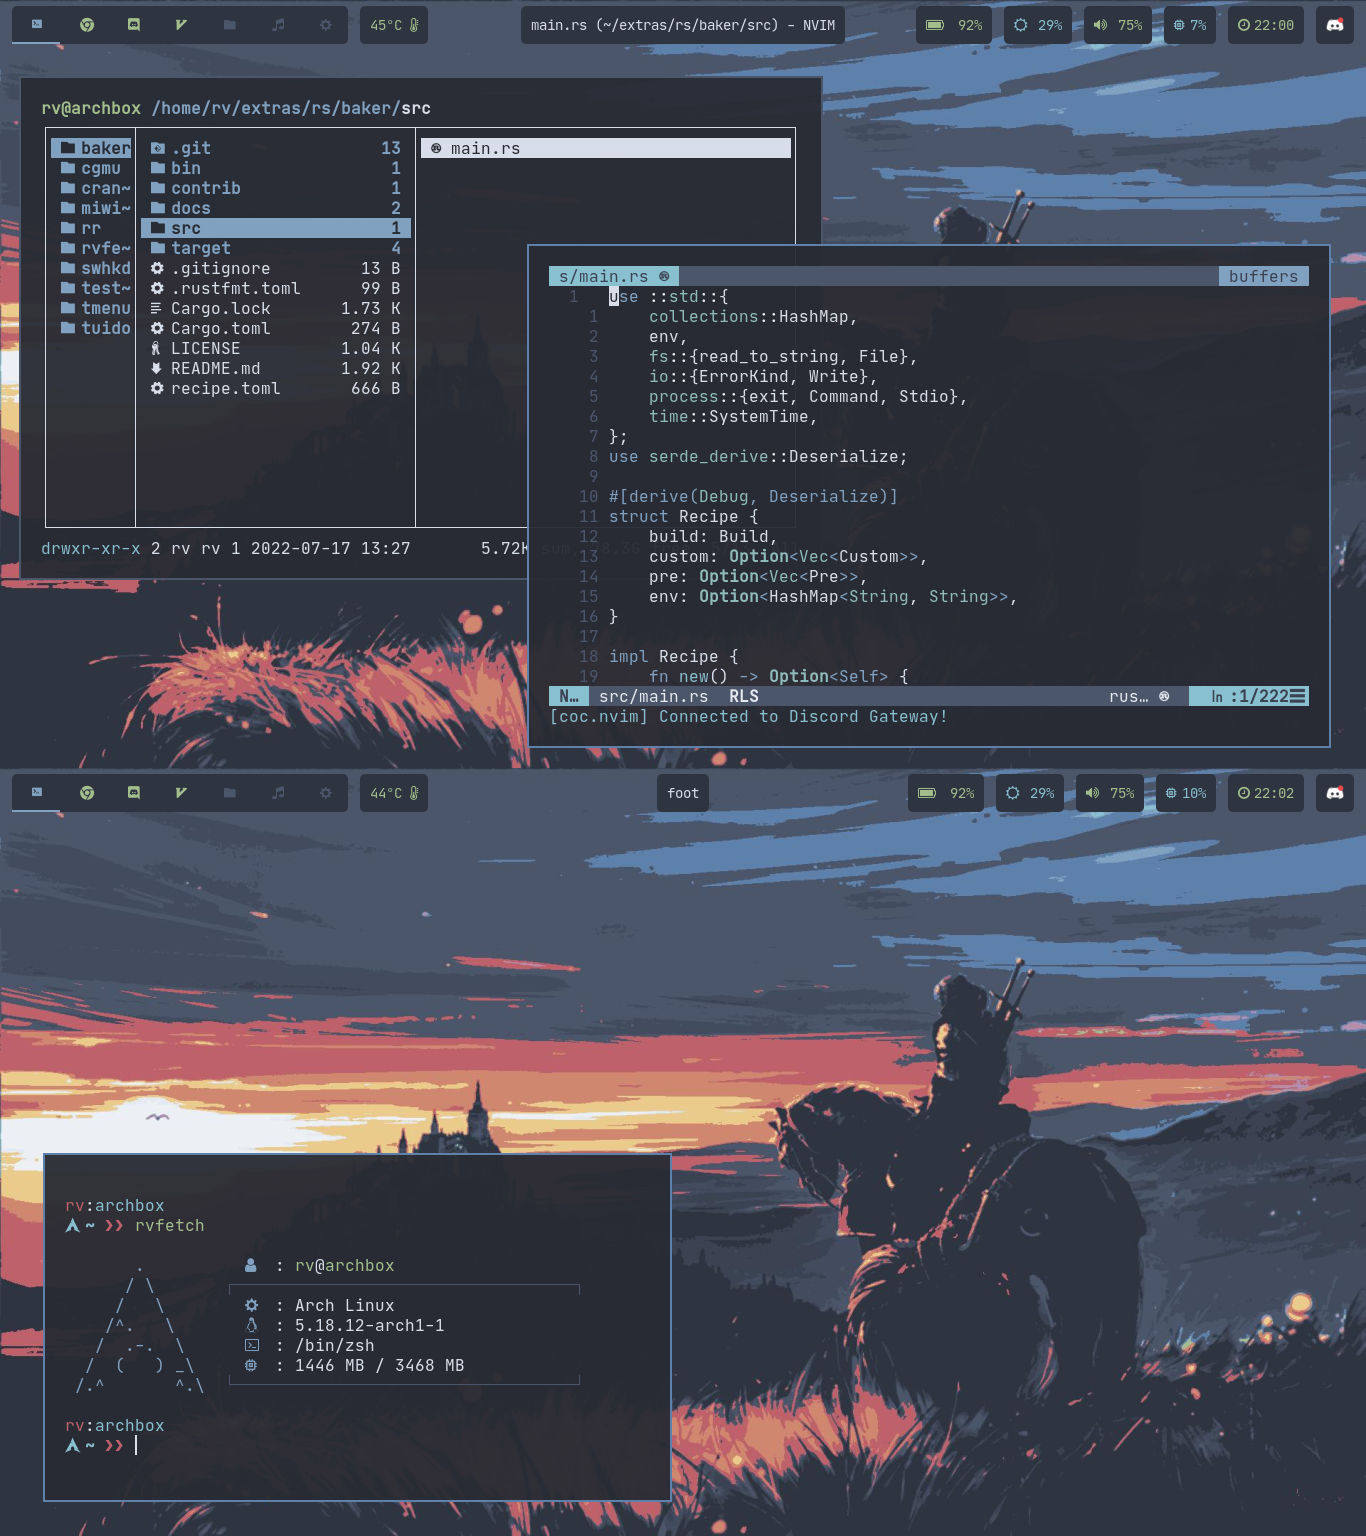 45°C
main.rs (~/extras/rs/baker/src) - NVIM
92%
29%
75%
7%
22:00
rv@archbox /home/rv/extras/rs/baker/src
baker
cgmu
cran~
miwi~
rr
rvfe~
swhkd
test~
tmenu
tuido
.git 13
bin 1
contrib 1
docs 2
src 1
target 4
.gitignore 13 B
.rustfmt.toml 99 B
Cargo.lock 1.73 K
Cargo.toml 274 B
LICENSE 1.04 K
README.md 1.92 K
recipe.toml 666 B
main.rs
drwxr-xr-x 2 rv rv 1 2022-07-17 13:27 5.72K sum,
s/main.rs buffers
1 use ::std::{
1 collections::HashMap,
2 env,
3 fs::{read_to_string, File},
4 io::{ErrorKind, Write},
5 process::{exit, Command, Stdio},
6 time::SystemTime,
7 };
8 use serde_derive::Deserialize;
9
10 #[derive(Debug, Deserialize)]
11 struct Recipe {
12 build: Build,
13 custom: Option<Vec<Custom>>,
14 pre: Option<Vec<Pre>>,
15 env: Option<HashMap<String, String>>,
16 }
17
18 impl Recipe {
19 fn new() -> Option<Self> {
N… src/main.rs RLS rus… ㏑ :1/222☰
[coc.nvim] Connected to Discord Gateway!
44°C
foot
92%
29%
75%
10%
22:02
rv:archbox
~ ❯❯ rvfetch
: rv@archbox
: Arch Linux
: 5.18.12-arch1-1
: /bin/zsh
: 1446 MB / 3468 MB
rv:archbox
~ ❯❯